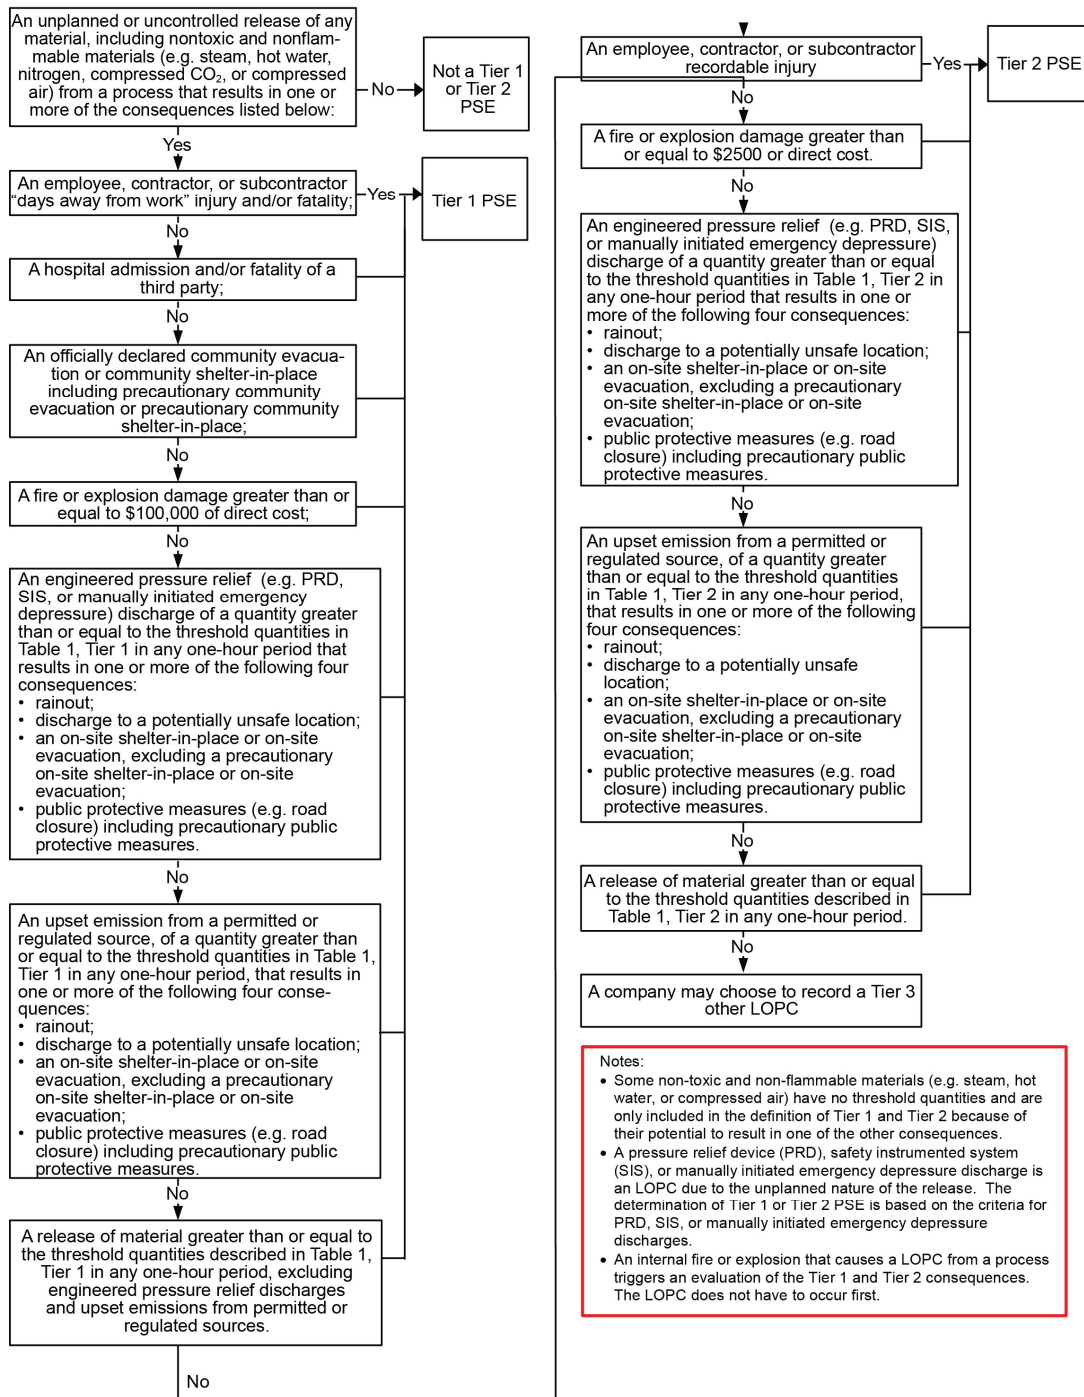 An unplanned or uncontrolled release of any
material, including nontoxic and nonflam-
mable materials (e.g. steam, hot water,
nitrogen, compressed CO₂, or compressed
air) from a process that results in one or
more of the consequences listed below:
No
Not a Tier 1
or Tier 2
PSE
Yes
An employee, contractor, or subcontractor
“days away from work” injury and/or fatality;
Yes
Tier 1 PSE
No
A hospital admission and/or fatality of a
third party;
No
An officially declared community evacua-
tion or community shelter-in-place
including precautionary community
evacuation or precautionary community
shelter-in-place;
No
A fire or explosion damage greater than or
equal to $100,000 of direct cost;
No
An engineered pressure relief (e.g. PRD,
SIS, or manually initiated emergency
depressure) discharge of a quantity greater
than or equal to the threshold quantities in
Table 1, Tier 1 in any one-hour period that
results in one or more of the following four
consequences:
• rainout;
• discharge to a potentially unsafe location;
• an on-site shelter-in-place or on-site
evacuation, excluding a precautionary
on-site shelter-in-place or on-site
evacuation;
• public protective measures (e.g. road
closure) including precautionary public
protective measures.
No
An upset emission from a permitted or
regulated source, of a quantity greater than
or equal to the threshold quantities in Table 1,
Tier 1 in any one-hour period, that results in
one or more of the following four conse-
quences:
• rainout;
• discharge to a potentially unsafe location;
• an on-site shelter-in-place or on-site
evacuation, excluding a precautionary
on-site shelter-in-place or on-site
evacuation;
• public protective measures (e.g. road
closure) including precautionary public
protective measures.
No
A release of material greater than or equal to
the threshold quantities described in Table 1,
Tier 1 in any one-hour period, excluding
engineered pressure relief discharges
and upset emissions from permitted or
regulated sources.
No
An employee, contractor, or subcontractor
recordable injury
Yes
Tier 2 PSE
No
A fire or explosion damage greater than
or equal to $2500 or direct cost.
No
An engineered pressure relief (e.g. PRD, SIS,
or manually initiated emergency depressure)
discharge of a quantity greater than or equal
to the threshold quantities in Table 1, Tier 2 in
any one-hour period that results in one or
more of the following four consequences:
• rainout;
• discharge to a potentially unsafe location;
• an on-site shelter-in-place or on-site
evacuation, excluding a precautionary
on-site shelter-in-place or on-site
evacuation;
• public protective measures (e.g. road
closure) including precautionary public
protective measures.
No
An upset emission from a permitted or
regulated source, of a quantity greater
than or equal to the threshold quantities
in Table 1, Tier 2 in any one-hour period,
that results in one or more of the following
four consequences:
• rainout;
• discharge to a potentially unsafe
location;
• an on-site shelter-in-place or on-site
evacuation, excluding a precautionary
on-site shelter-in-place or on-site
evacuation;
• public protective measures (e.g. road
closure) including precautionary public
protective measures.
No
A release of material greater than or equal
to the threshold quantities described in
Table 1, Tier 2 in any one-hour period.
No
A company may choose to record a Tier 3
other LOPC
Notes:
• Some non-toxic and non-flammable materials (e.g. steam, hot
water, or compressed air) have no threshold quantities and are
only included in the definition of Tier 1 and Tier 2 because of
their potential to result in one of the other consequences.
• A pressure relief device (PRD), safety instrumented system
(SIS), or manually initiated emergency depressure discharge is
an LOPC due to the unplanned nature of the release. The
determination of Tier 1 or Tier 2 PSE is based on the criteria for
PRD, SIS, or manually initiated emergency depressure
discharges.
• An internal fire or explosion that causes a LOPC from a process
triggers an evaluation of the Tier 1 and Tier 2 consequences.
The LOPC does not have to occur first.